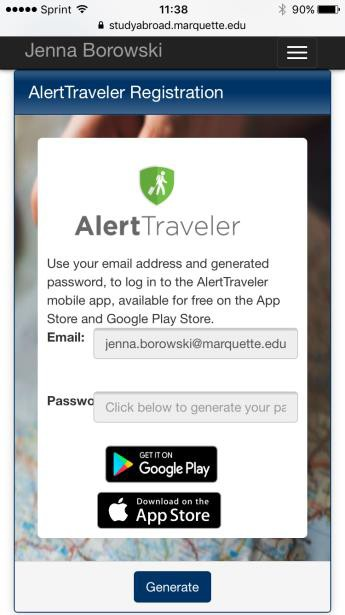 Sprint 11:38 90%
studyabroad.marquette.edu
Jenna Borowski
AlertTraveler Registration
AlertTraveler
Use your email address and generated
password, to log in to the AlertTraveler
mobile app, available for free on the App
Store and Google Play Store.
Email: jenna.borowski@marquette.edu
Passwo Click below to generate your pa
GET IT ON
Google Play
Download on the
App Store
Generate